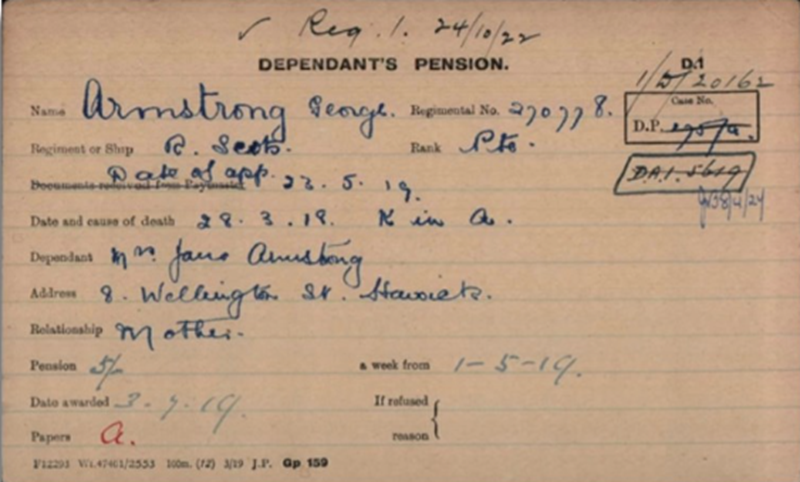 ✓ Reg. 1. 24/10/22
DEPENDANT'S PENSION.
D.1
1/D/20162
Name Armstrong George. Regimental No. 270778.
Case No.
D.P.
Regiment or Ship R. Scots. Rank Pte.
D.A.1. 5619
Date of app.
Documents received from Paymaster 22. 5. 19.
Date and cause of death 28. 3. 18. K in A.
Dependant Mrs. Jane Armstrong
Address 8. Wellington St. Hawick.
Relationship Mother.
Pension 5/- a week from 1-5-19.
Date awarded 3. 7. 19. If refused
Papers A. reason
F12293 Wt.47461/2553 100m. (12) 3/19 J.P. Gp 159